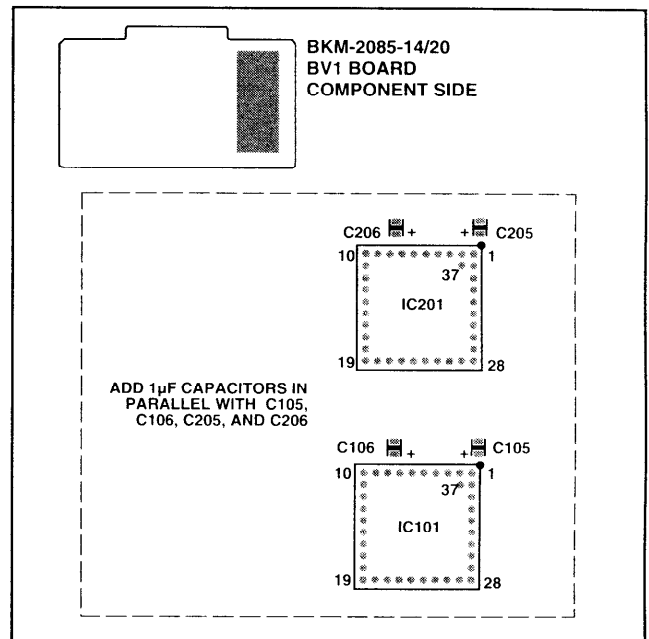 BKM-2085-14/20
BV1 BOARD
COMPONENT SIDE
C206 + + C205
10 1
37
IC201
19 28
ADD 1µF CAPACITORS IN
PARALLEL WITH C105,
C106, C205, AND C206
C106 + + C105
10 1
37
IC101
19 28